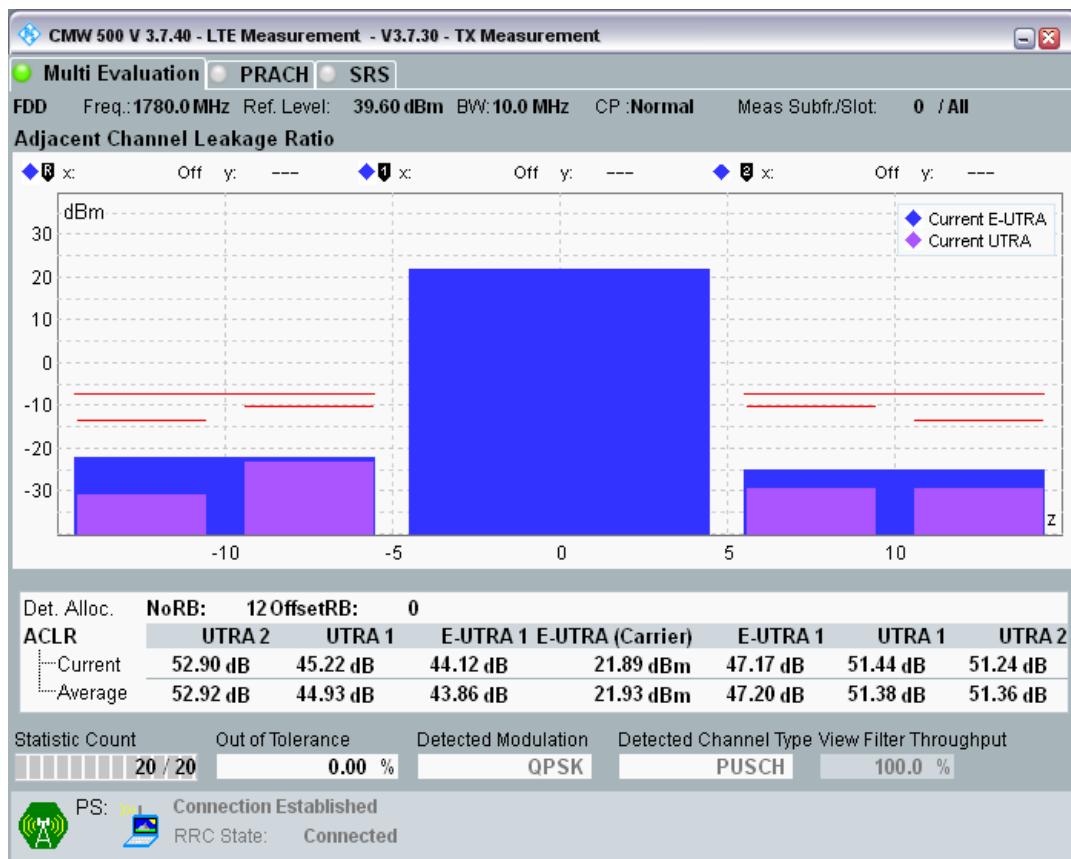 CMW 500 V 3.7.40 - LTE Measurement - V3.7.30 - TX Measurement
Multi Evaluation PRACH SRS
FDD Freq.:1780.0 MHz Ref. Level: 39.60 dBm BW:10.0 MHz CP :Normal Meas Subfr./Slot: 0 / All
Adjacent Channel Leakage Ratio
R x: Off y: --- 1 x: Off y: --- 2 x: Off y: ---
dBm
Current E-UTRA
Current UTRA
30
20
10
0
-10
-20
-30
z
-10 -5 0 5 10
Det. Alloc. NoRB: 12 OffsetRB: 0
ACLR UTRA 2 UTRA 1 E-UTRA 1 E-UTRA (Carrier) E-UTRA 1 UTRA 1 UTRA 2
Current 52.90 dB 45.22 dB 44.12 dB 21.89 dBm 47.17 dB 51.44 dB 51.24 dB
Average 52.92 dB 44.93 dB 43.86 dB 21.93 dBm 47.20 dB 51.38 dB 51.36 dB
Statistic Count Out of Tolerance Detected Modulation Detected Channel Type View Filter Throughput
20 / 20 0.00 % QPSK PUSCH 100.0 %
PS: Connection Established
RRC State: Connected